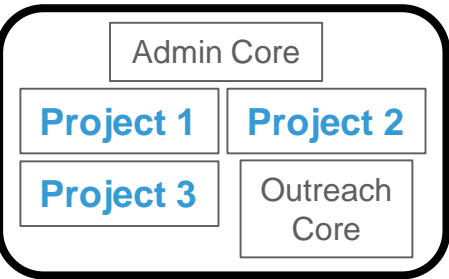 Admin Core
Project 1
Project 2
Project 3
Outreach
Core